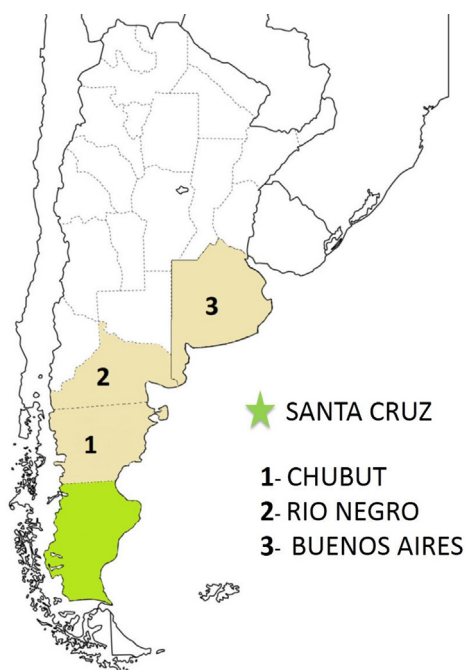 3
2
1
SANTA CRUZ
1- CHUBUT
2- RIO NEGRO
3- BUENOS AIRES